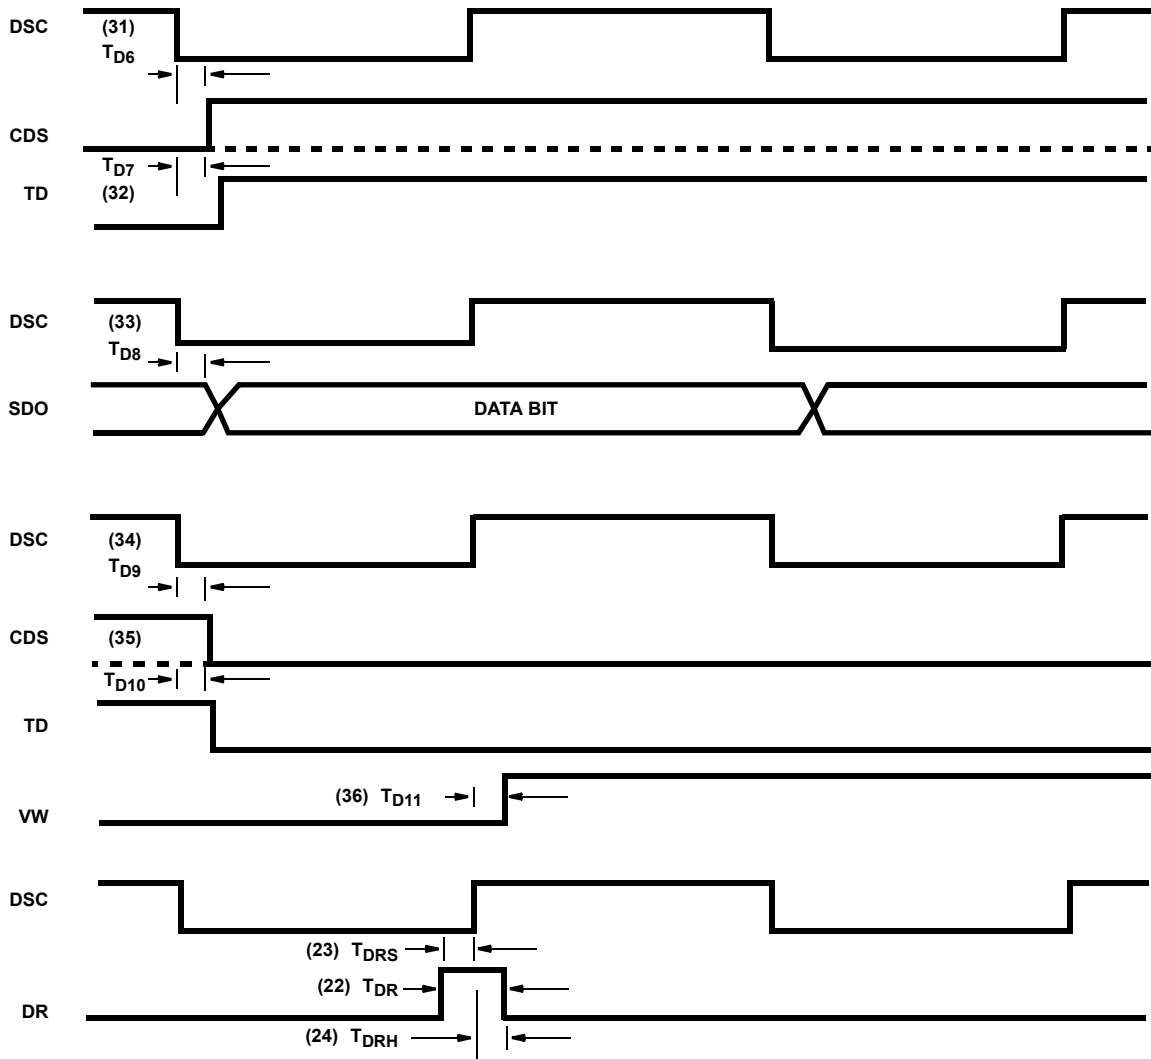 DSC (31)
TD6
CDS
TD7
TD (32)
DSC (33)
TD8
SDO DATA BIT
DSC (34)
TD9
CDS (35)
TD10
TD
(36) TD11
VW
DSC
(23) TDRS
(22) TDR
DR
(24) TDRH